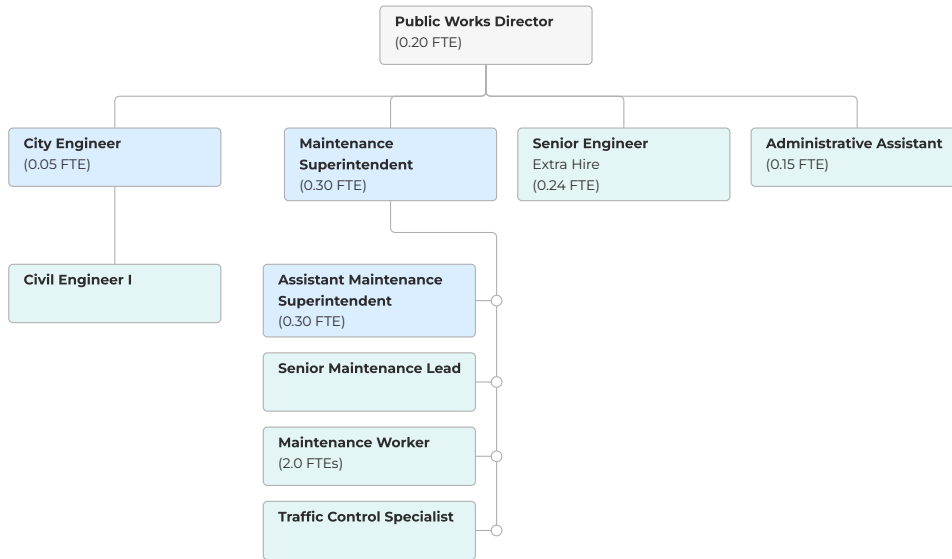 Public Works Director
(0.20 FTE)
City Engineer
(0.05 FTE)
Maintenance
Superintendent
(0.30 FTE)
Senior Engineer
Extra Hire
(0.24 FTE)
Administrative Assistant
(0.15 FTE)
Civil Engineer I
Assistant Maintenance
Superintendent
(0.30 FTE)
Senior Maintenance Lead
Maintenance Worker
(2.0 FTEs)
Traffic Control Specialist